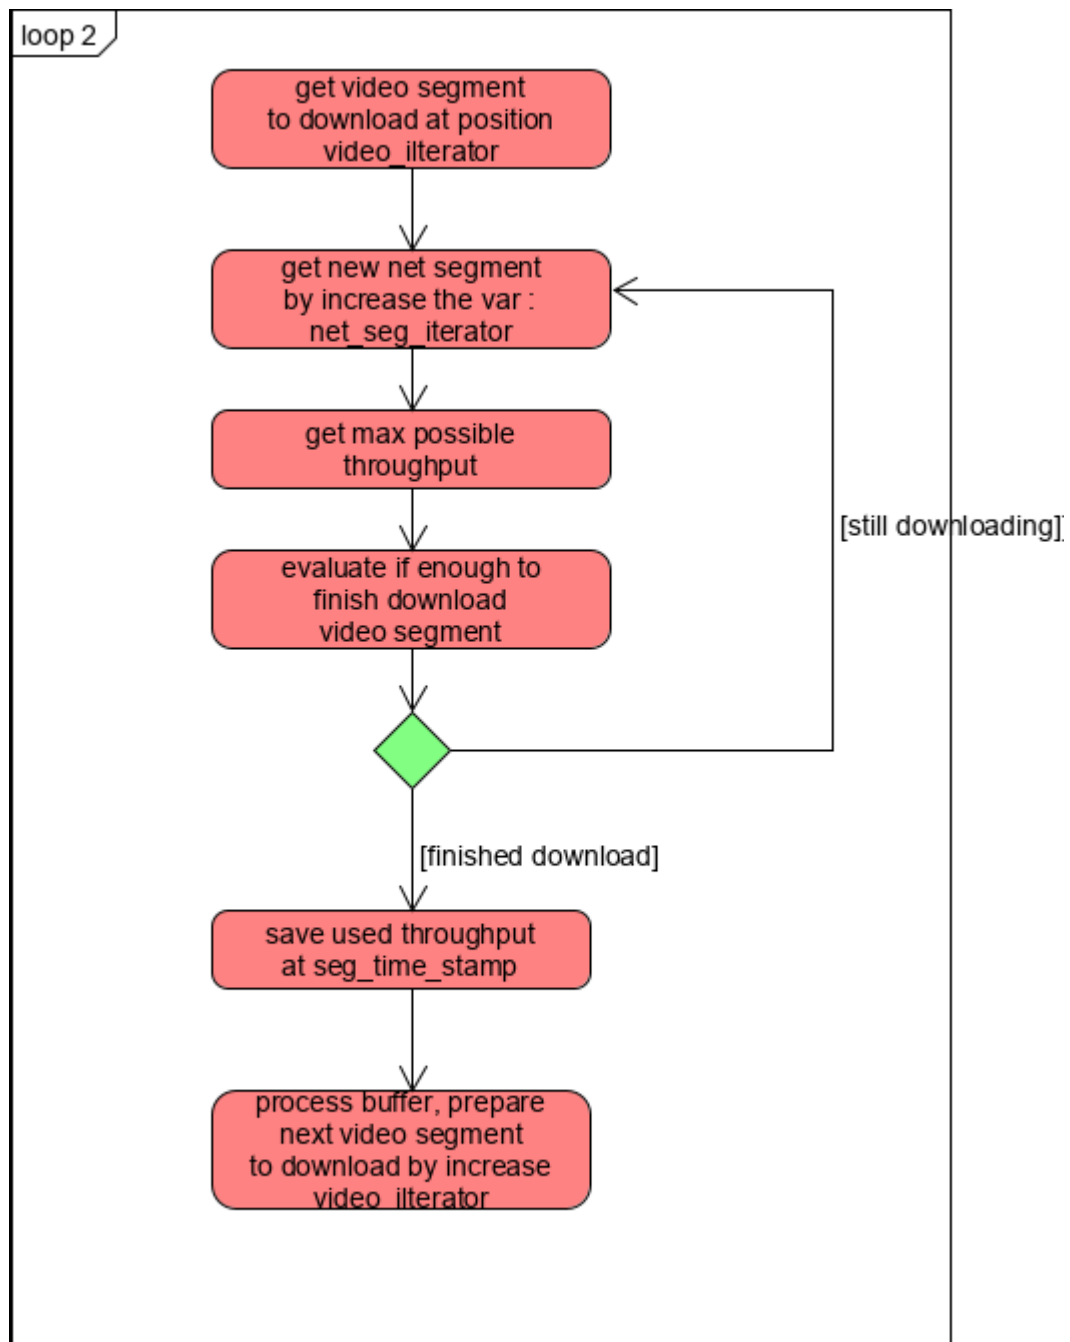 loop 2
get video segment
to download at position
video_ilterator
get new net segment
by increase the var :
net_seg_iterator
get max possible
throughput
evaluate if enough to
finish download
video segment
[still downloading]
[finished download]
save used throughput
at seg_time_stamp
process buffer, prepare
next video segment
to download by increase
video_ilterator